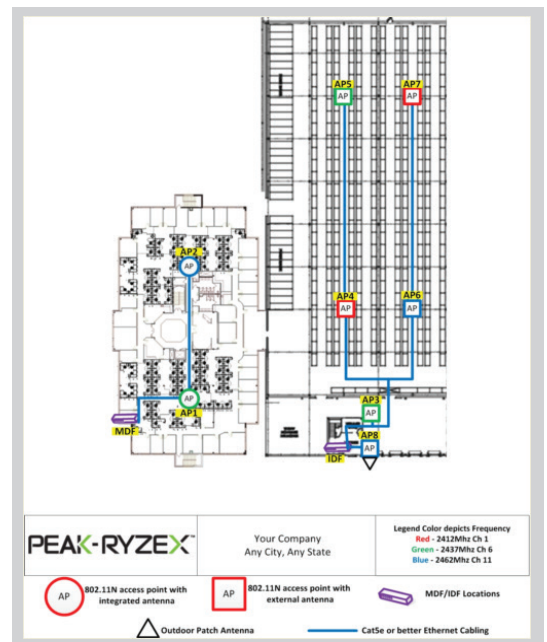 AP5
AP7
AP
AP
AP2
AP
AP4
AP6
AP
AP
AP
AP1
AP3
AP
MDF
AP8
AP
IDF
PEAK-RYZEX™
Your Company
Any City, Any State
Legend Color depicts Frequency
Red - 2412Mhz Ch 1
Green - 2437Mhz Ch 6
Blue - 2462Mhz Ch 11
AP
802.11N access point with
integrated antenna
AP
802.11N access point with
external antenna
MDF/IDF Locations
Outdoor Patch Antenna
Cat5e or better Ethernet Cabling